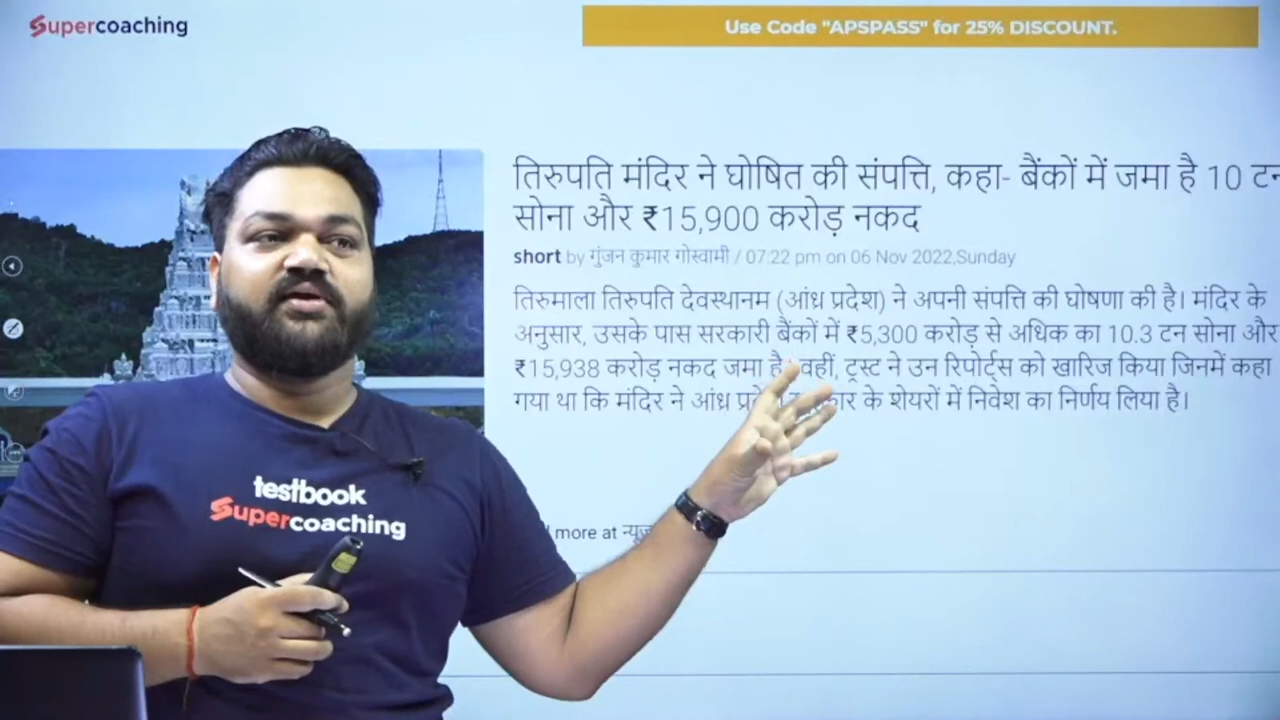 Supercoaching
Use Code "APSPASS" for 25% DISCOUNT.
तिरुपति मंदिर ने घोषित की संपत्ति, कहा- बैंकों में जमा है 10 टन
सोना और ₹15,900 करोड़ नकद
short by गुंजन कुमार गोस्वामी / 07:22 pm on 06 Nov 2022,Sunday
तिरुमाला तिरुपति देवस्थानम (आंध्र प्रदेश) ने अपनी संपत्ति की घोषणा की है। मंदिर के
अनुसार, उसके पास सरकारी बैंकों में ₹5,300 करोड़ से अधिक का 10.3 टन सोना और
₹15,938 करोड़ नकद जमा है। वहीं, ट्रस्ट ने उन रिपोर्ट्स को खारिज किया जिनमें कहा
गया था कि मंदिर ने आंध्र के शेयरों में निवेश का निर्णय लिया है।
more at
testbook
Supercoaching